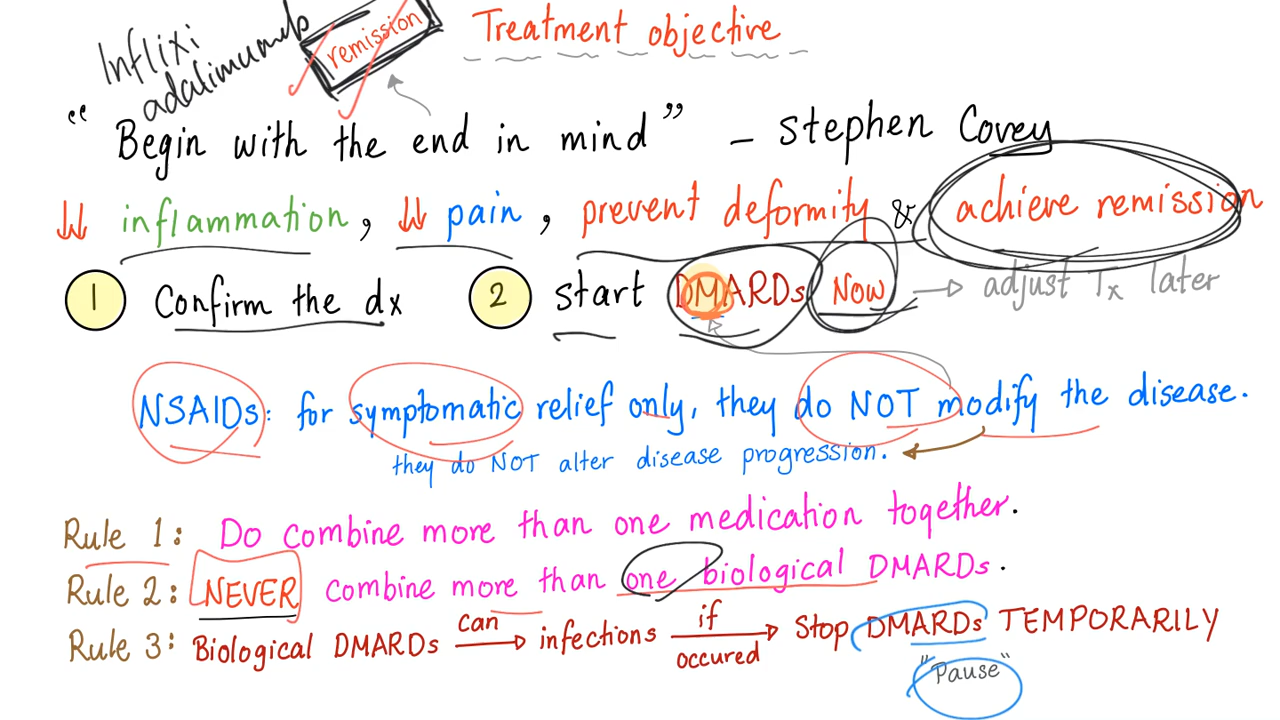 Inflixi
adalimumab
remission
Treatment objective
“ Begin with the end in mind ” – Stephen Covey
↓↓ inflammation, ↓↓ pain, prevent deformity & achieve remission
1 Confirm the dx 2 start DMARDs Now → adjust Tx later
NSAIDs: for symptomatic relief only, they do NOT modify the disease.
they do NOT alter disease progression.
Rule 1: Do combine more than one medication together.
Rule 2: NEVER combine more than one biological DMARDs.
Rule 3: Biological DMARDs can → infections if occured → Stop DMARDs TEMPORARILY
"Pause"